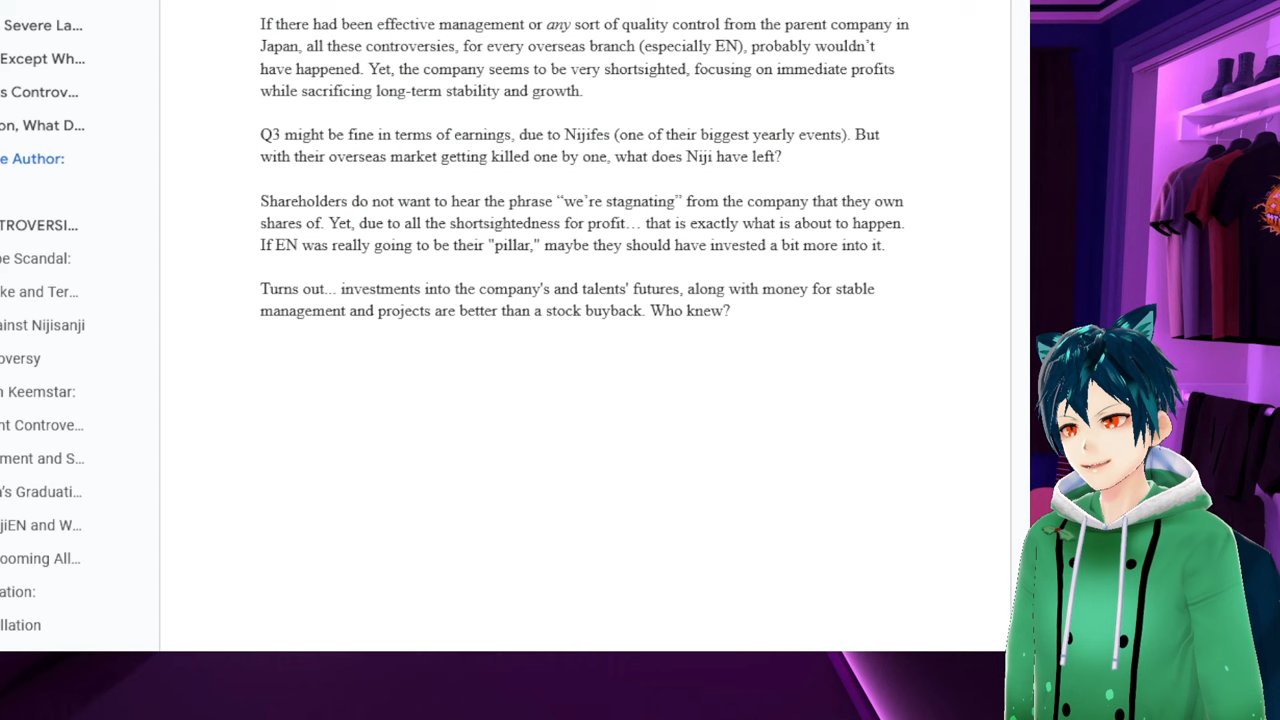 Severe La...
Except Wh...
s Controv...
on, What D...
e Author:
TROVERSI...
pe Scandal:
ke and Ter...
ainst Nijisanji
oversy
n Keemstar:
nt Controve...
ment and S...
a's Graduati...
jiEN and W...
ooming All...
ation:
llation
If there had been effective management or any sort of quality control from the parent company in
Japan, all these controversies, for every overseas branch (especially EN), probably wouldn't
have happened. Yet, the company seems to be very shortsighted, focusing on immediate profits
while sacrificing long-term stability and growth.
Q3 might be fine in terms of earnings, due to Nijifes (one of their biggest yearly events). But
with their overseas market getting killed one by one, what does Niji have left?
Shareholders do not want to hear the phrase “we’re stagnating” from the company that they own
shares of. Yet, due to all the shortsightedness for profit… that is exactly what is about to happen.
If EN was really going to be their "pillar," maybe they should have invested a bit more into it.
Turns out... investments into the company's and talents' futures, along with money for stable
management and projects are better than a stock buyback. Who knew?